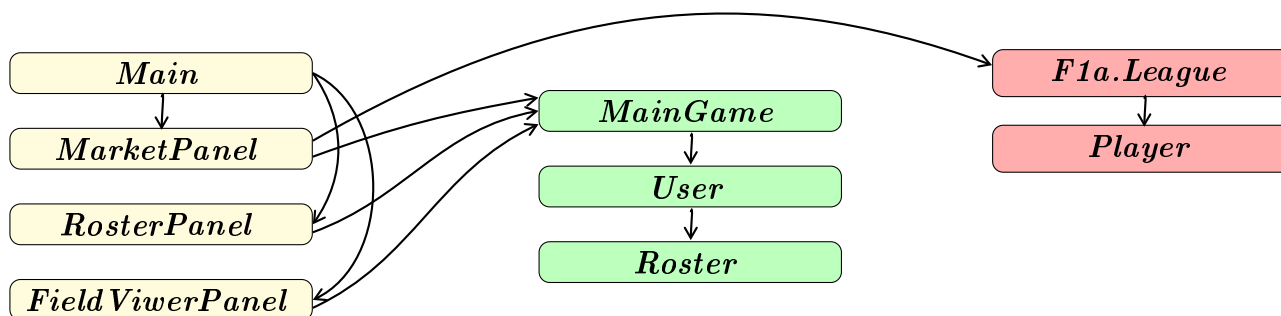 Main
MarketPanel
RosterPanel
FieldViwerPanel
MainGame
User
Roster
F1a.League
Player